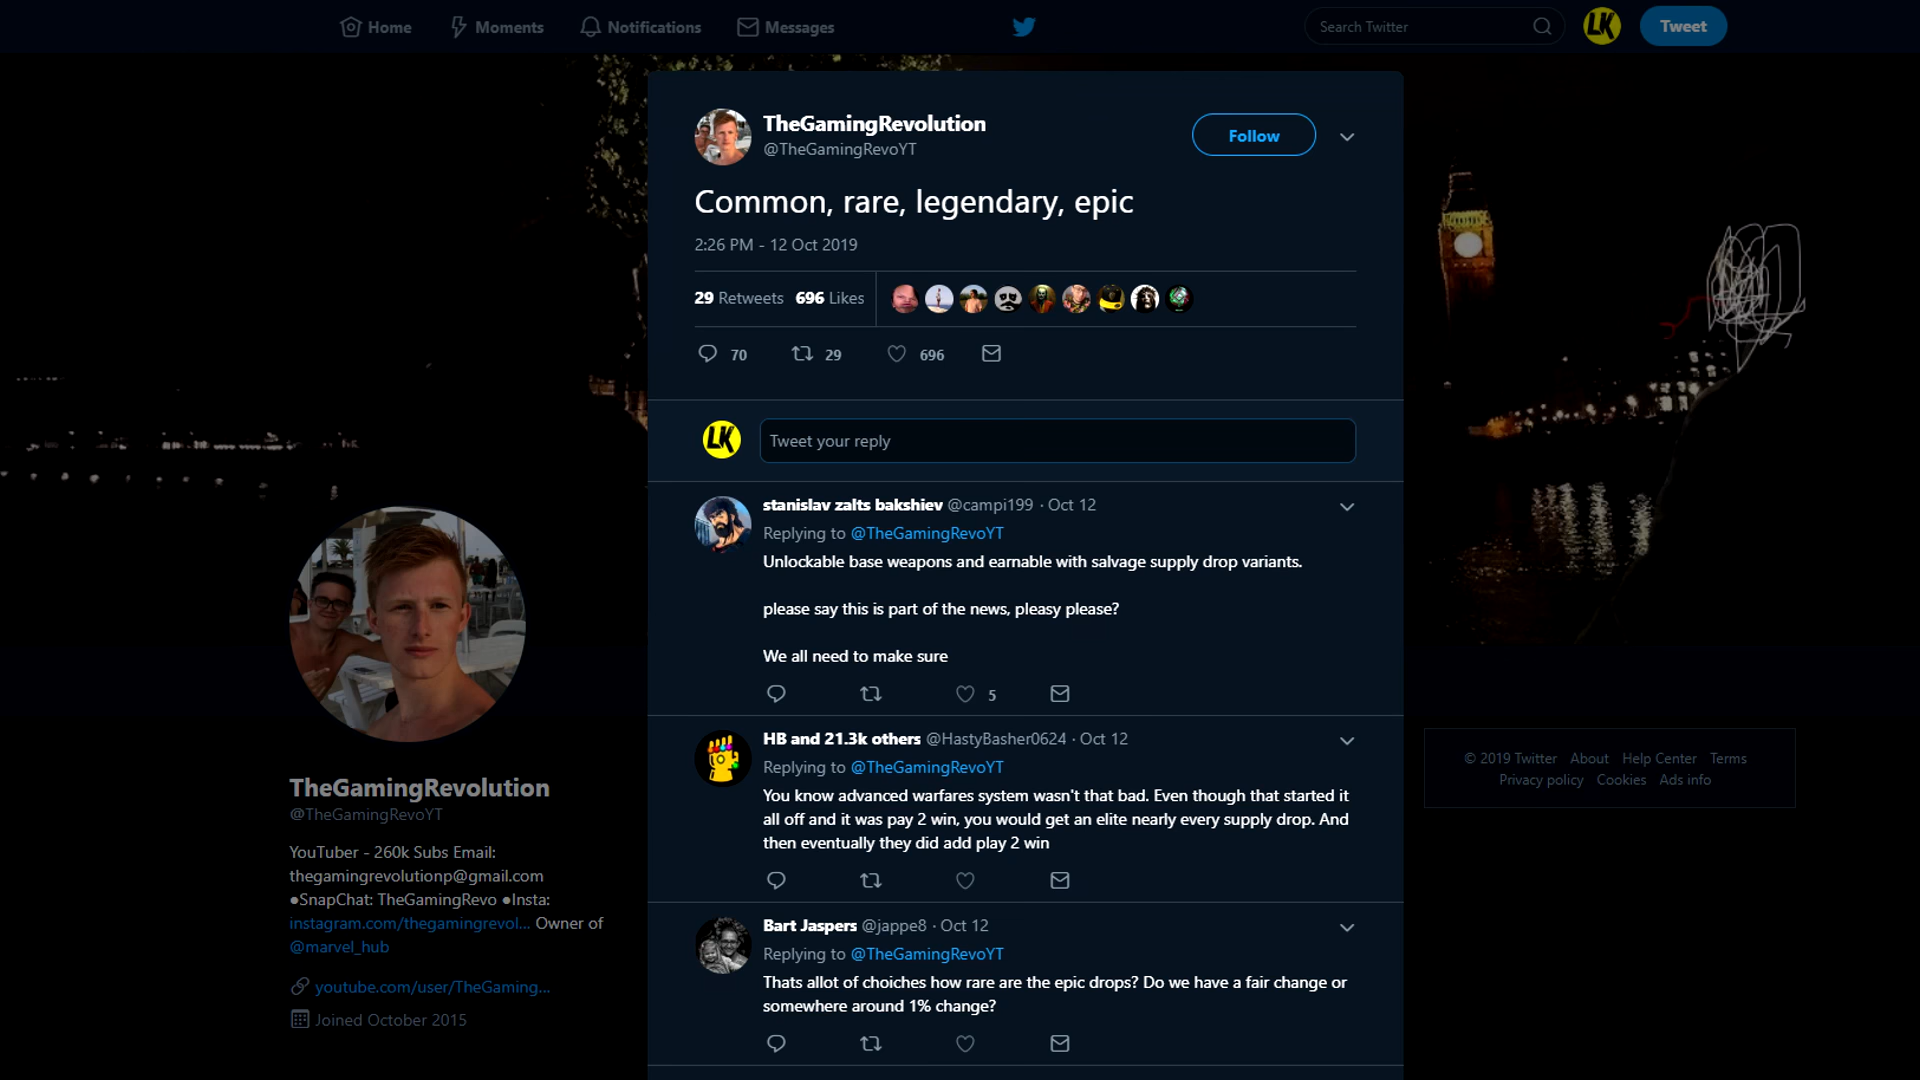 Home
Moments
Notifications
Messages
Search Twitter
LK
Tweet
TheGamingRevolution
@TheGamingRevoYT
Follow
Common, rare, legendary, epic
2:26 PM - 12 Oct 2019
29 Retweets 696 Likes
70 29 696
LK
Tweet your reply
stanislav zalts bakshiev @campi199 · Oct 12
Replying to @TheGamingRevoYT
Unlockable base weapons and earnable with salvage supply drop variants.
please say this is part of the news, pleasy please?
We all need to make sure
5
HB and 21.3k others @HastyBasher0624 · Oct 12
Replying to @TheGamingRevoYT
You know advanced warfares system wasn't that bad. Even though that started it
all off and it was pay 2 win, you would get an elite nearly every supply drop. And
then eventually they did add play 2 win
Bart Jaspers @jappe8 · Oct 12
Replying to @TheGamingRevoYT
Thats allot of choiches how rare are the epic drops? Do we have a fair change or
somewhere around 1% change?
TheGamingRevolution
@TheGamingRevoYT
YouTuber - 260k Subs Email:
thegamingrevolutionp@gmail.com
●SnapChat: TheGamingRevo ●Insta:
instagram.com/thegamingrevol... Owner of
@marvel_hub
youtube.com/user/TheGaming...
Joined October 2015
© 2019 Twitter About Help Center Terms
Privacy policy Cookies Ads info